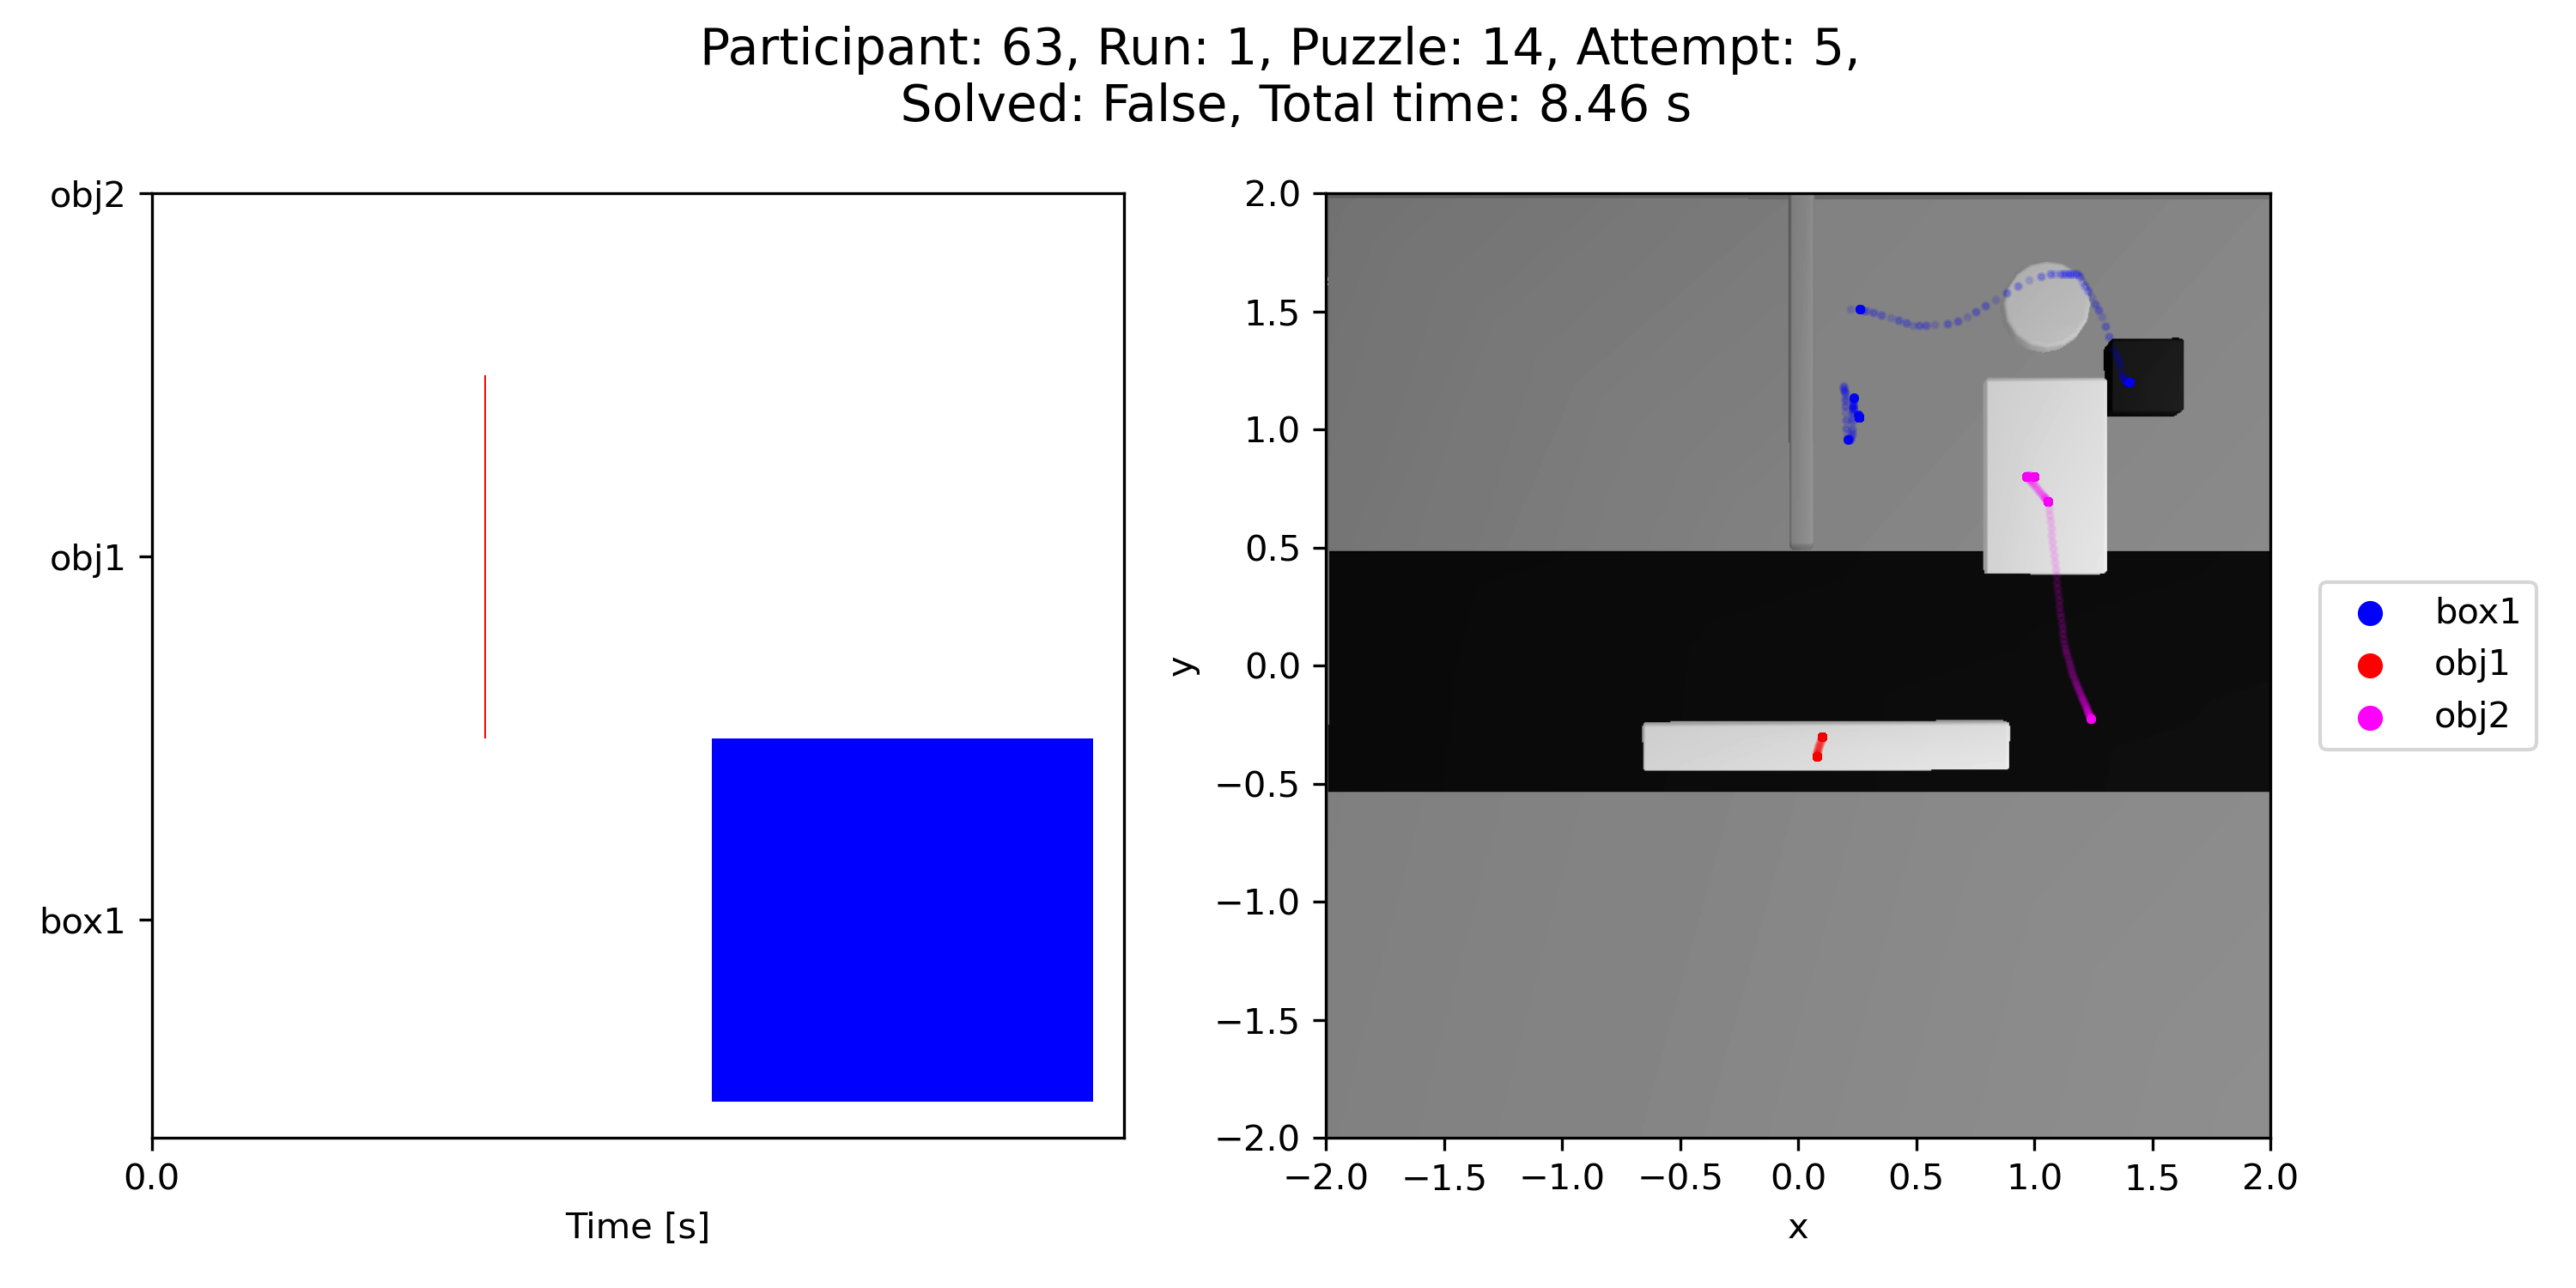 Participant: 63, Run: 1, Puzzle: 14, Attempt: 5,
Solved: False, Total time: 8.46 s
obj2
obj1
box1
0.0
Time [s]
2.0
1.5
1.0
0.5
0.0
−0.5
−1.0
−1.5
−2.0
y
−2.0 −1.5 −1.0 −0.5 0.0 0.5 1.0 1.5 2.0
x
box1
obj1
obj2